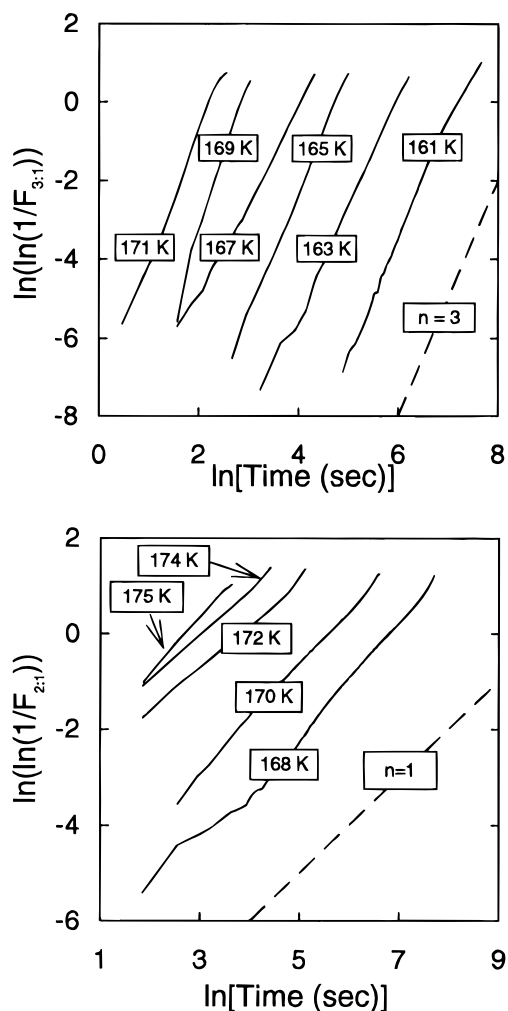 ln(ln(1/F3:1))
2
0
-2
-4
-6
-8
169 K
165 K
161 K
171 K
167 K
163 K
n = 3
0 2 4 6 8
ln[Time (sec)]
ln(ln(1/F2:1))
2
0
-2
-4
-6
174 K
175 K
172 K
170 K
168 K
n=1
1 3 5 7 9
ln[Time (sec)]